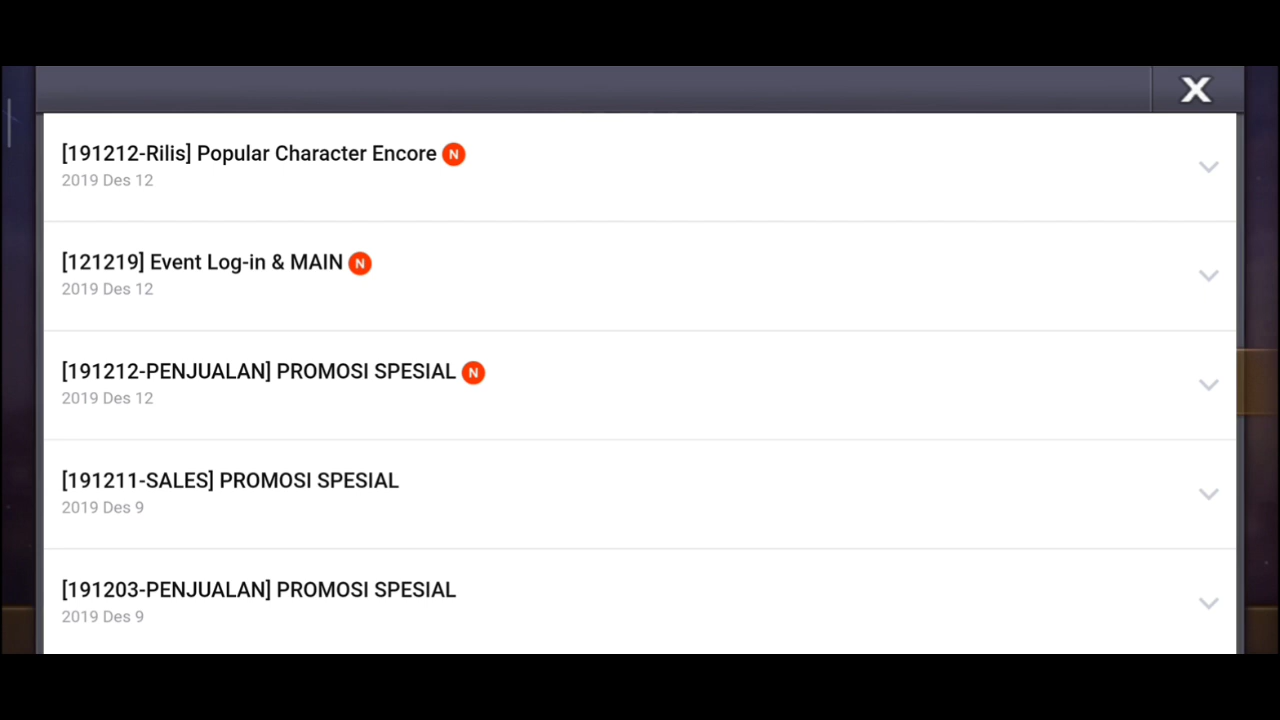 X
[191212-Rilis] Popular Character Encore N
2019 Des 12
[121219] Event Log-in & MAIN N
2019 Des 12
[191212-PENJUALAN] PROMOSI SPESIAL N
2019 Des 12
[191211-SALES] PROMOSI SPESIAL
2019 Des 9
[191203-PENJUALAN] PROMOSI SPESIAL
2019 Des 9